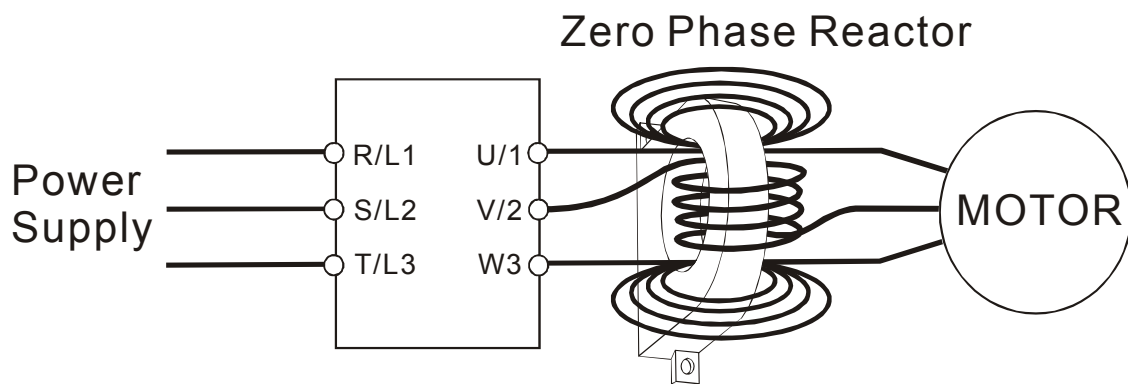 Zero Phase Reactor
Power
Supply
R/L1
S/L2
T/L3
U/1
V/2
W3
MOTOR